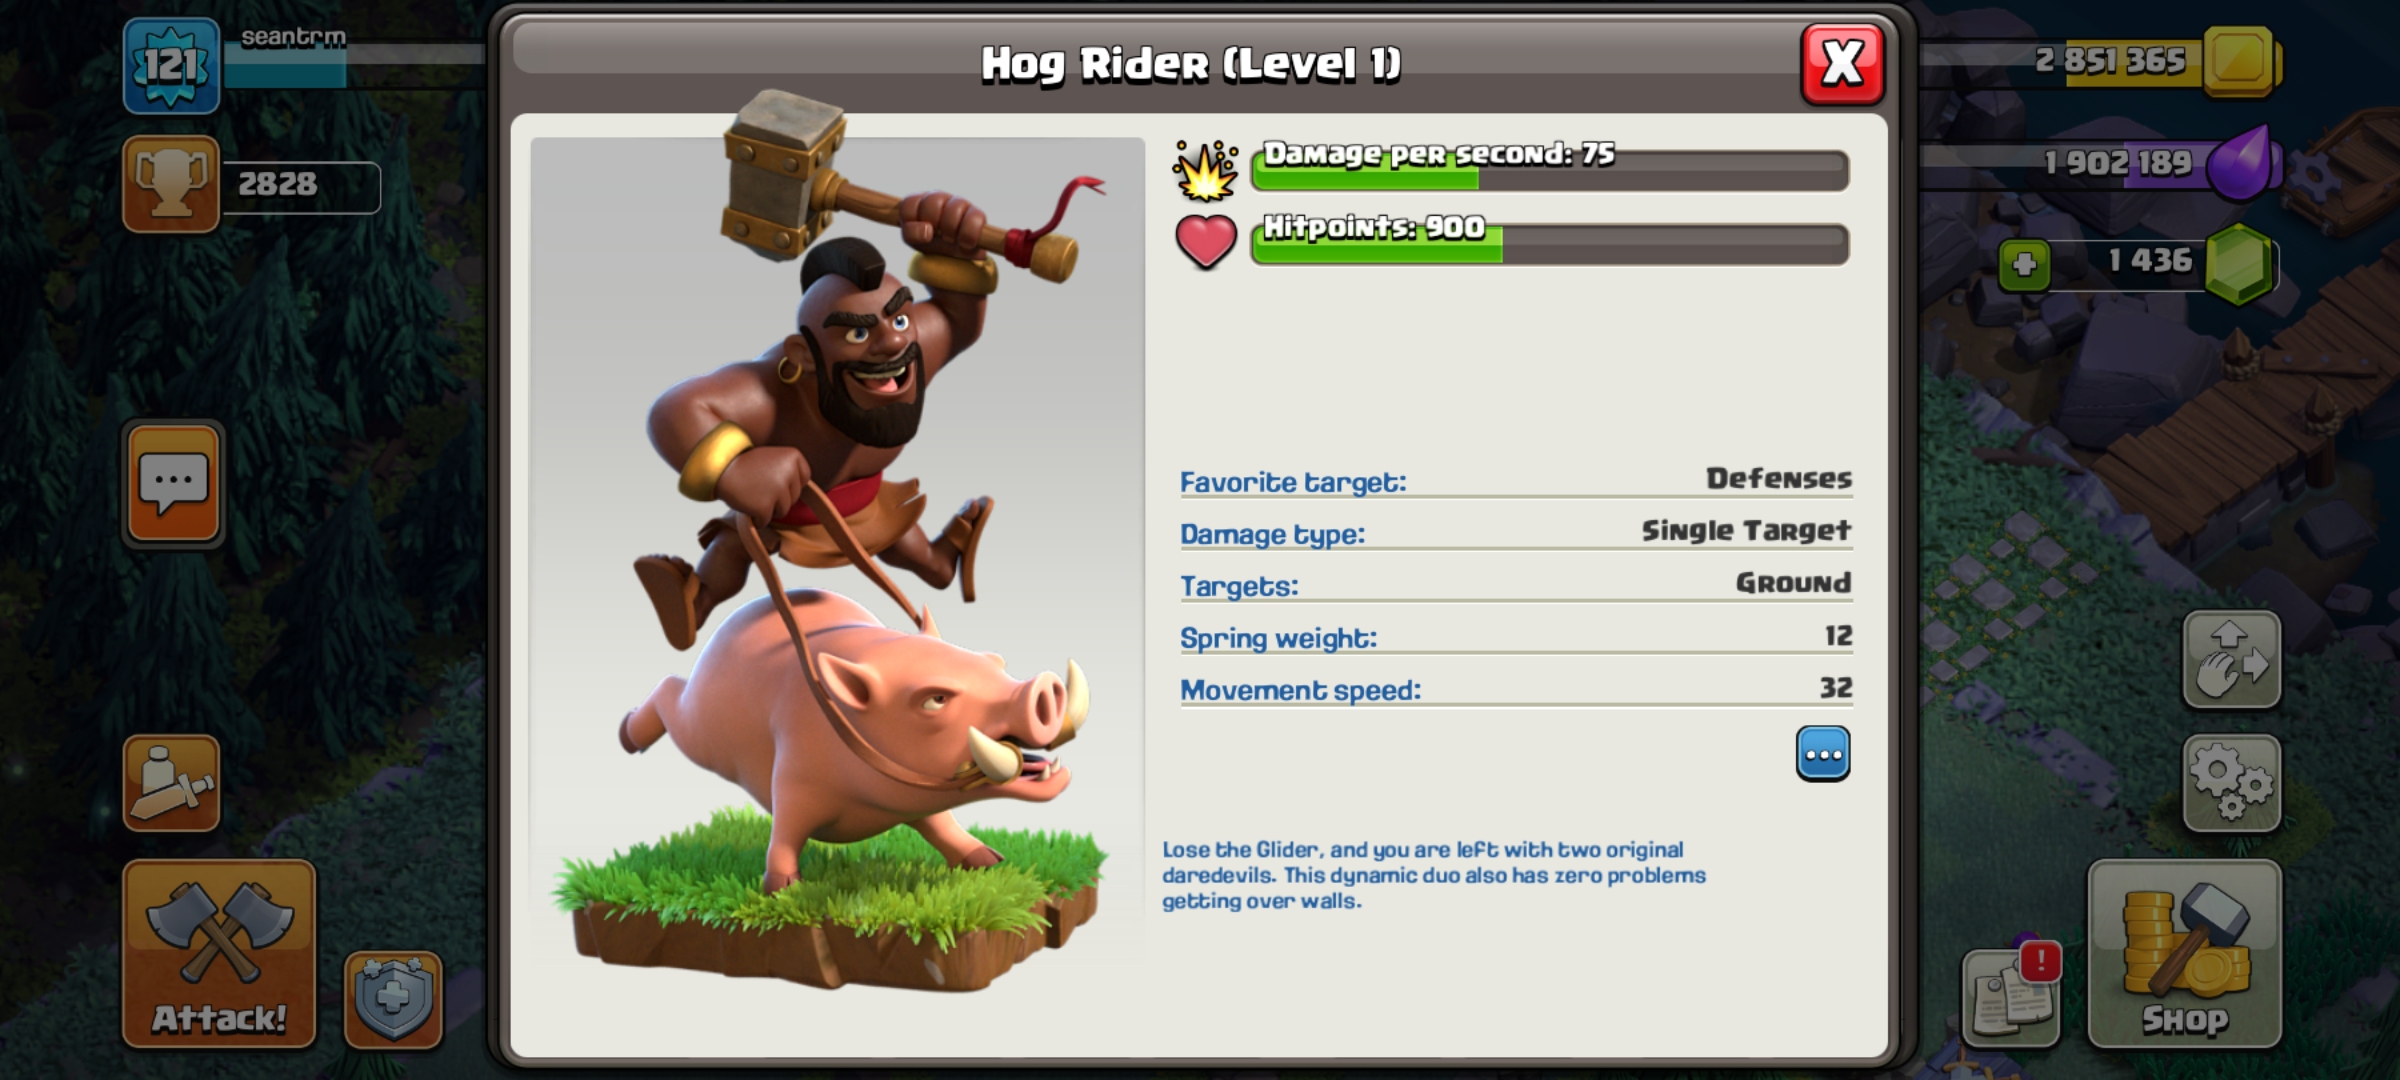 121
seantrm
2828
Attack!
Hog Rider (Level 1)
X
Damage per second: 75
Hitpoints: 900
Favorite target: Defenses
Damage type: Single Target
Targets: Ground
Spring weight: 12
Movement speed: 32
Lose the Glider, and you are left with two original
daredevils. This dynamic duo also has zero problems
getting over walls.
2 851 365
1 902 189
1 436
!
Shop